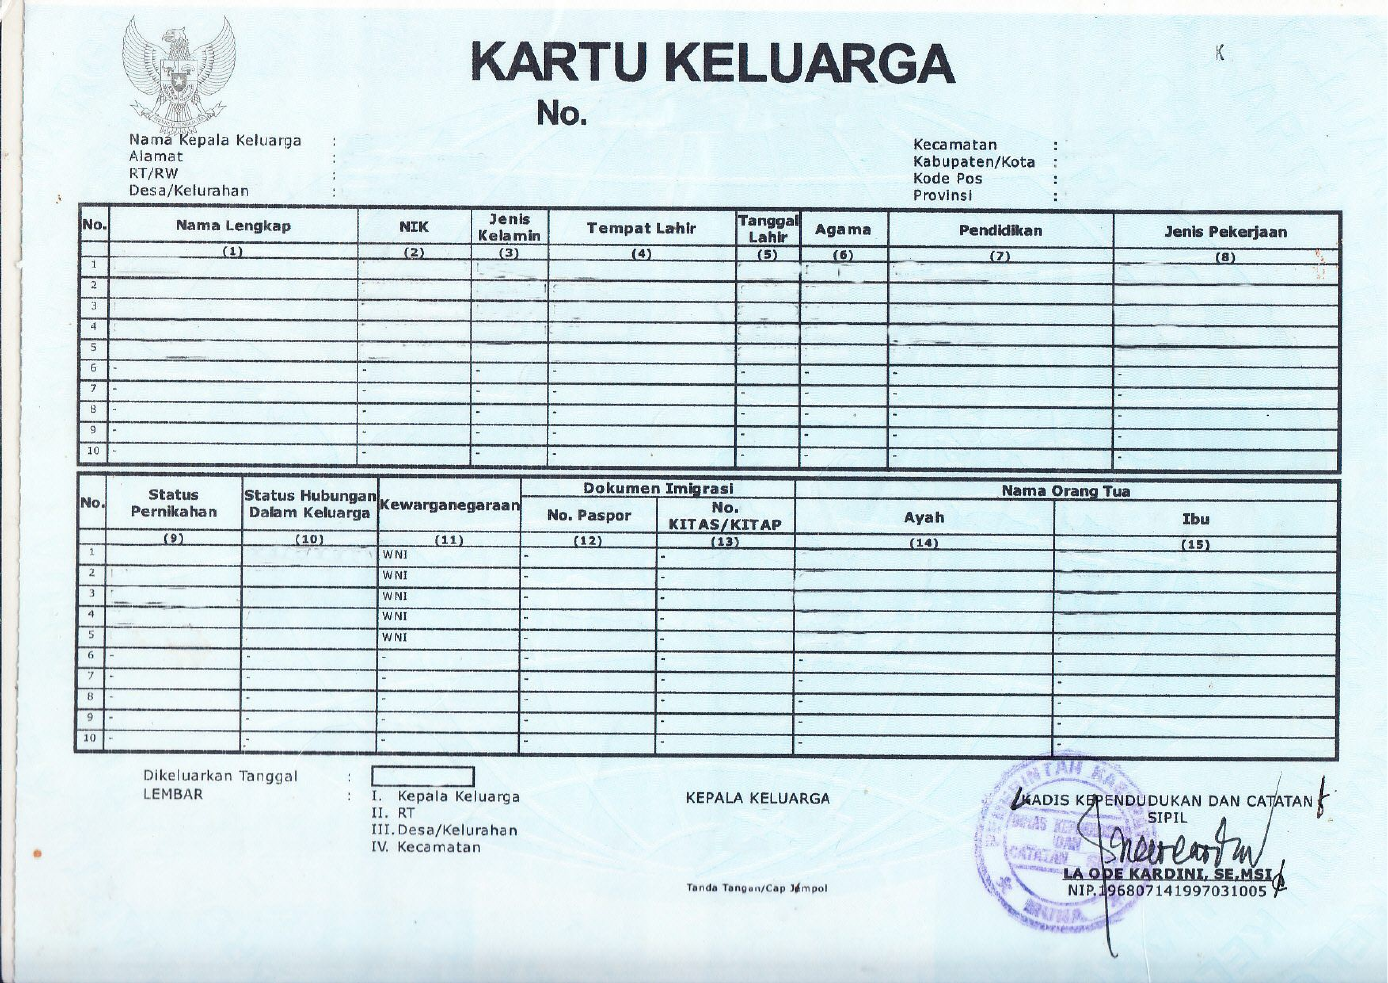 KARTU KELUARGA
K
No.
Nama Kepala Keluarga :
Alamat :
RT/RW :
Desa/Kelurahan :
Kecamatan :
Kabupaten/Kota :
Kode Pos :
Provinsi :
No. Nama Lengkap NIK Jenis Kelamin Tempat Lahir Tanggal Lahir Agama Pendidikan Jenis Pekerjaan
(1) (2) (3) (4) (5) (6) (7) (8)
1
2
3
4
5
6 - - - - - - - -
7 - - - - - - - -
8 - - - - - - - -
9 - - - - - - - -
10 - - - - - - - -
No. Status Pernikahan Status Hubungan Dalam Keluarga Kewarganegaraan Dokumen Imigrasi Nama Orang Tua
No. Paspor No. KITAS/KITAP Ayah Ibu
(9) (10) (11) (12) (13) (14) (15)
1 WNI - -
2 WNI - -
3 WNI - -
4 WNI - -
5 WNI - -
6 - - - - - - -
7 - - - - - - -
8 - - - - - - -
9 - - - - - - -
10 - - - - - - -
Dikeluarkan Tanggal :
LEMBAR : I. Kepala Keluarga
II. RT
III. Desa/Kelurahan
IV. Kecamatan
KEPALA KELUARGA
Tanda Tangan/Cap Jempol
KADIS KEPENDUDUKAN DAN CATATAN
SIPIL
LA ODE KARDINI, SE,MSI
NIP.196807141997031005
DINAS
DAN
CATATAN
MUNA